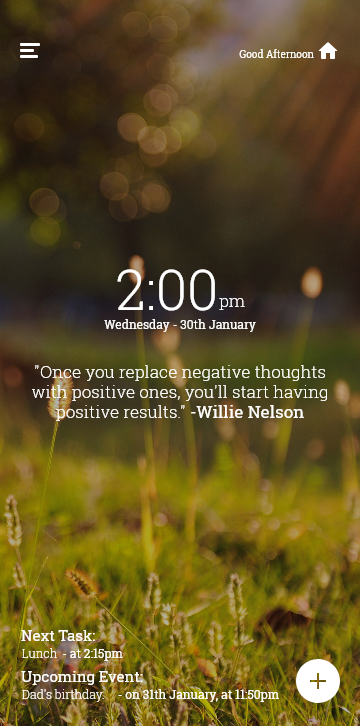 Good Afternoon
2:00 pm
Wednesday - 30th January
"Once you replace negative thoughts
with positive ones, you'll start having
positive results." -Willie Nelson
Next Task:
Lunch - at 2:15pm
Upcoming Event:
Dad's birthday. - on 31th January, at 11:50pm